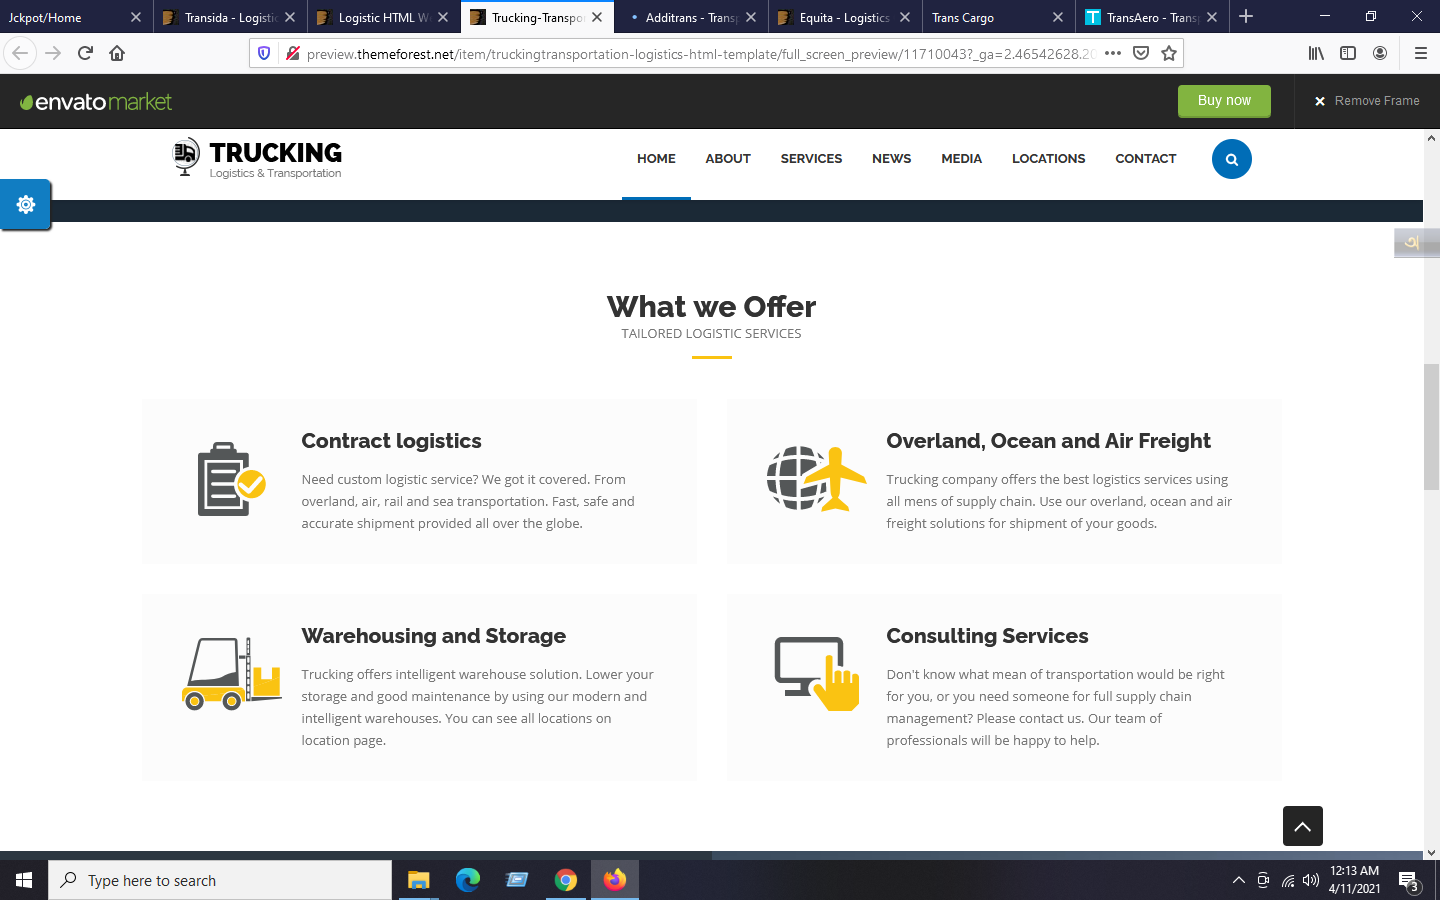 Jckpot/Home
Transida - Logistic
Logistic HTML We
Trucking-Transpor
Additrans - Transp
Equita - Logistics
Trans Cargo
TransAero - Transp
preview.themeforest.net/item/truckingtransportation-logistics-html-template/full_screen_preview/11710043?_ga=2.46542628.20
envato market
Buy now
Remove Frame
TRUCKING
Logistics & Transportation
HOME
ABOUT
SERVICES
NEWS
MEDIA
LOCATIONS
CONTACT
অ
What we Offer
TAILORED LOGISTIC SERVICES
Contract logistics
Need custom logistic service? We got it covered. From
overland, air, rail and sea transportation. Fast, safe and
accurate shipment provided all over the globe.
Overland, Ocean and Air Freight
Trucking company offers the best logistics services using
all mens of supply chain. Use our overland, ocean and air
freight solutions for shipment of your goods.
Warehousing and Storage
Trucking offers intelligent warehouse solution. Lower your
storage and good maintenance by using our modern and
intelligent warehouses. You can see all locations on
location page.
Consulting Services
Don't know what mean of transportation would be right
for you, or you need someone for full supply chain
management? Please contact us. Our team of
professionals will be happy to help.
Type here to search
12:13 AM
4/11/2021
3